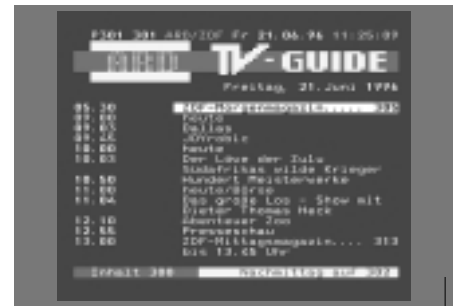 P301 301 ARD/ZDF Fr 21.06.96 11:25:09
ARD TV-GUIDE
Freitag, 21.Juni 1996
05.30 ZDF-Morgenmagazin..... 303
09.00 heute
09.03 Dallas
09.45
10.00 heute
10.03 Der Löwe der Zulu
Südafrikas wilde Krieger
10.50 Hundert Meisterwerke
11.00 heute/Börse
11.04 Das große Los - Show mit
Dieter Thomas Heck
12.10 Abenteuer Zoo
12.55 Presseschau
13.00 ZDF-Mittagsmagazin.... 313
bis 13.45 Uhr
Inhalt 300 Nachmittag auf 302